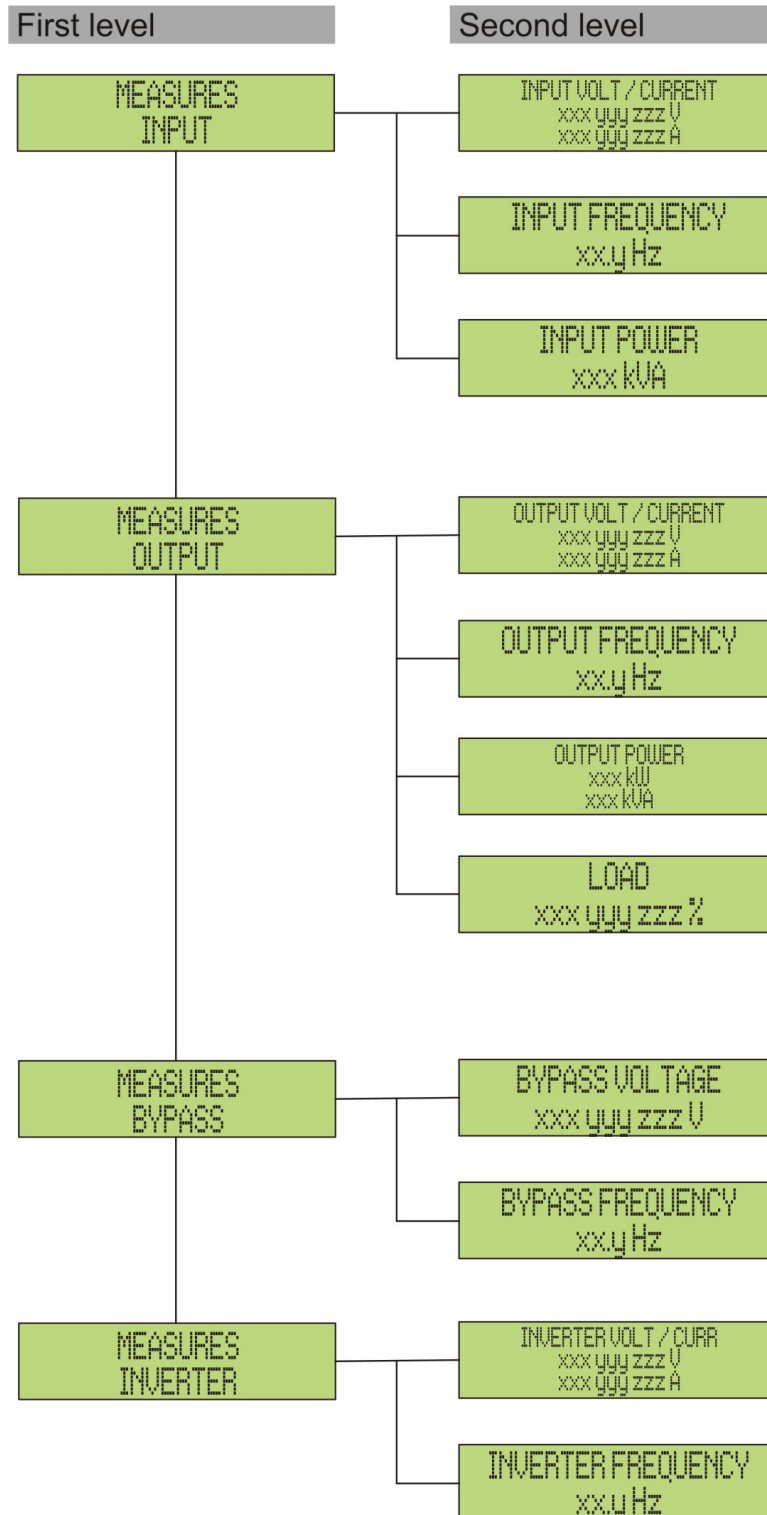 First level
Second level
MEASURES
INPUT
INPUT VOLT / CURRENT
xxx yyy zzz V
xxx yyy zzz A
INPUT FREQUENCY
xx.y Hz
INPUT POWER
xxx kVA
MEASURES
OUTPUT
OUTPUT VOLT / CURRENT
xxx yyy zzz V
xxx yyy zzz A
OUTPUT FREQUENCY
xx.y Hz
OUTPUT POWER
xxx kW
xxx kVA
LOAD
xxx yyy zzz %
MEASURES
BYPASS
BYPASS VOLTAGE
xxx yyy zzz V
BYPASS FREQUENCY
xx.y Hz
MEASURES
INVERTER
INVERTER VOLT / CURR
xxx yyy zzz V
xxx yyy zzz A
INVERTER FREQUENCY
xx.y Hz